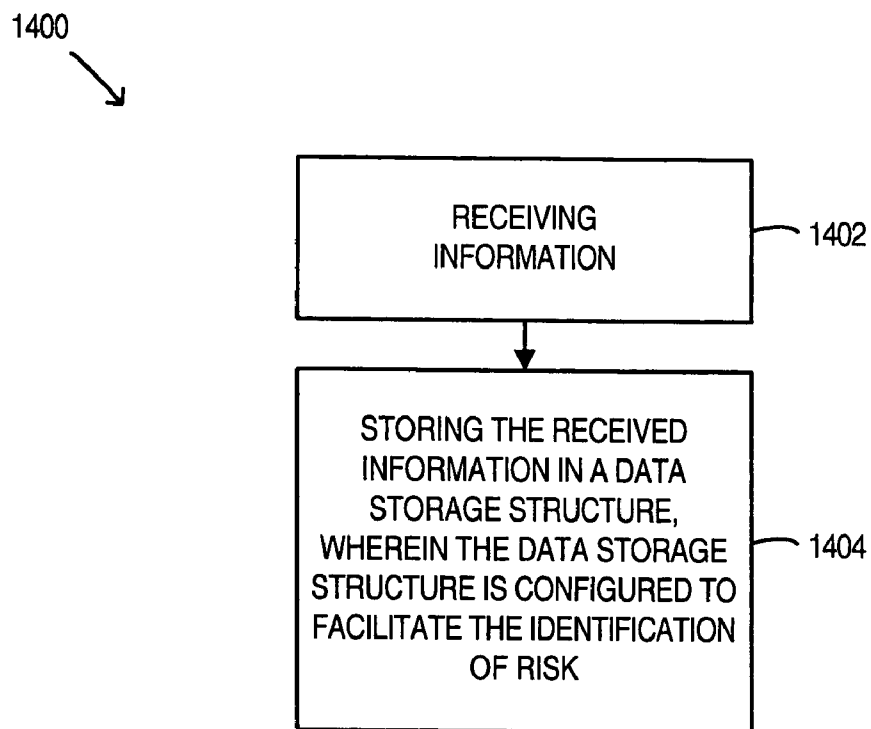 1400
RECEIVING
INFORMATION
1402
STORING THE RECEIVED
INFORMATION IN A DATA
STORAGE STRUCTURE,
WHEREIN THE DATA STORAGE
STRUCTURE IS CONFIGURED TO
FACILITATE THE IDENTIFICATION
OF RISK
1404